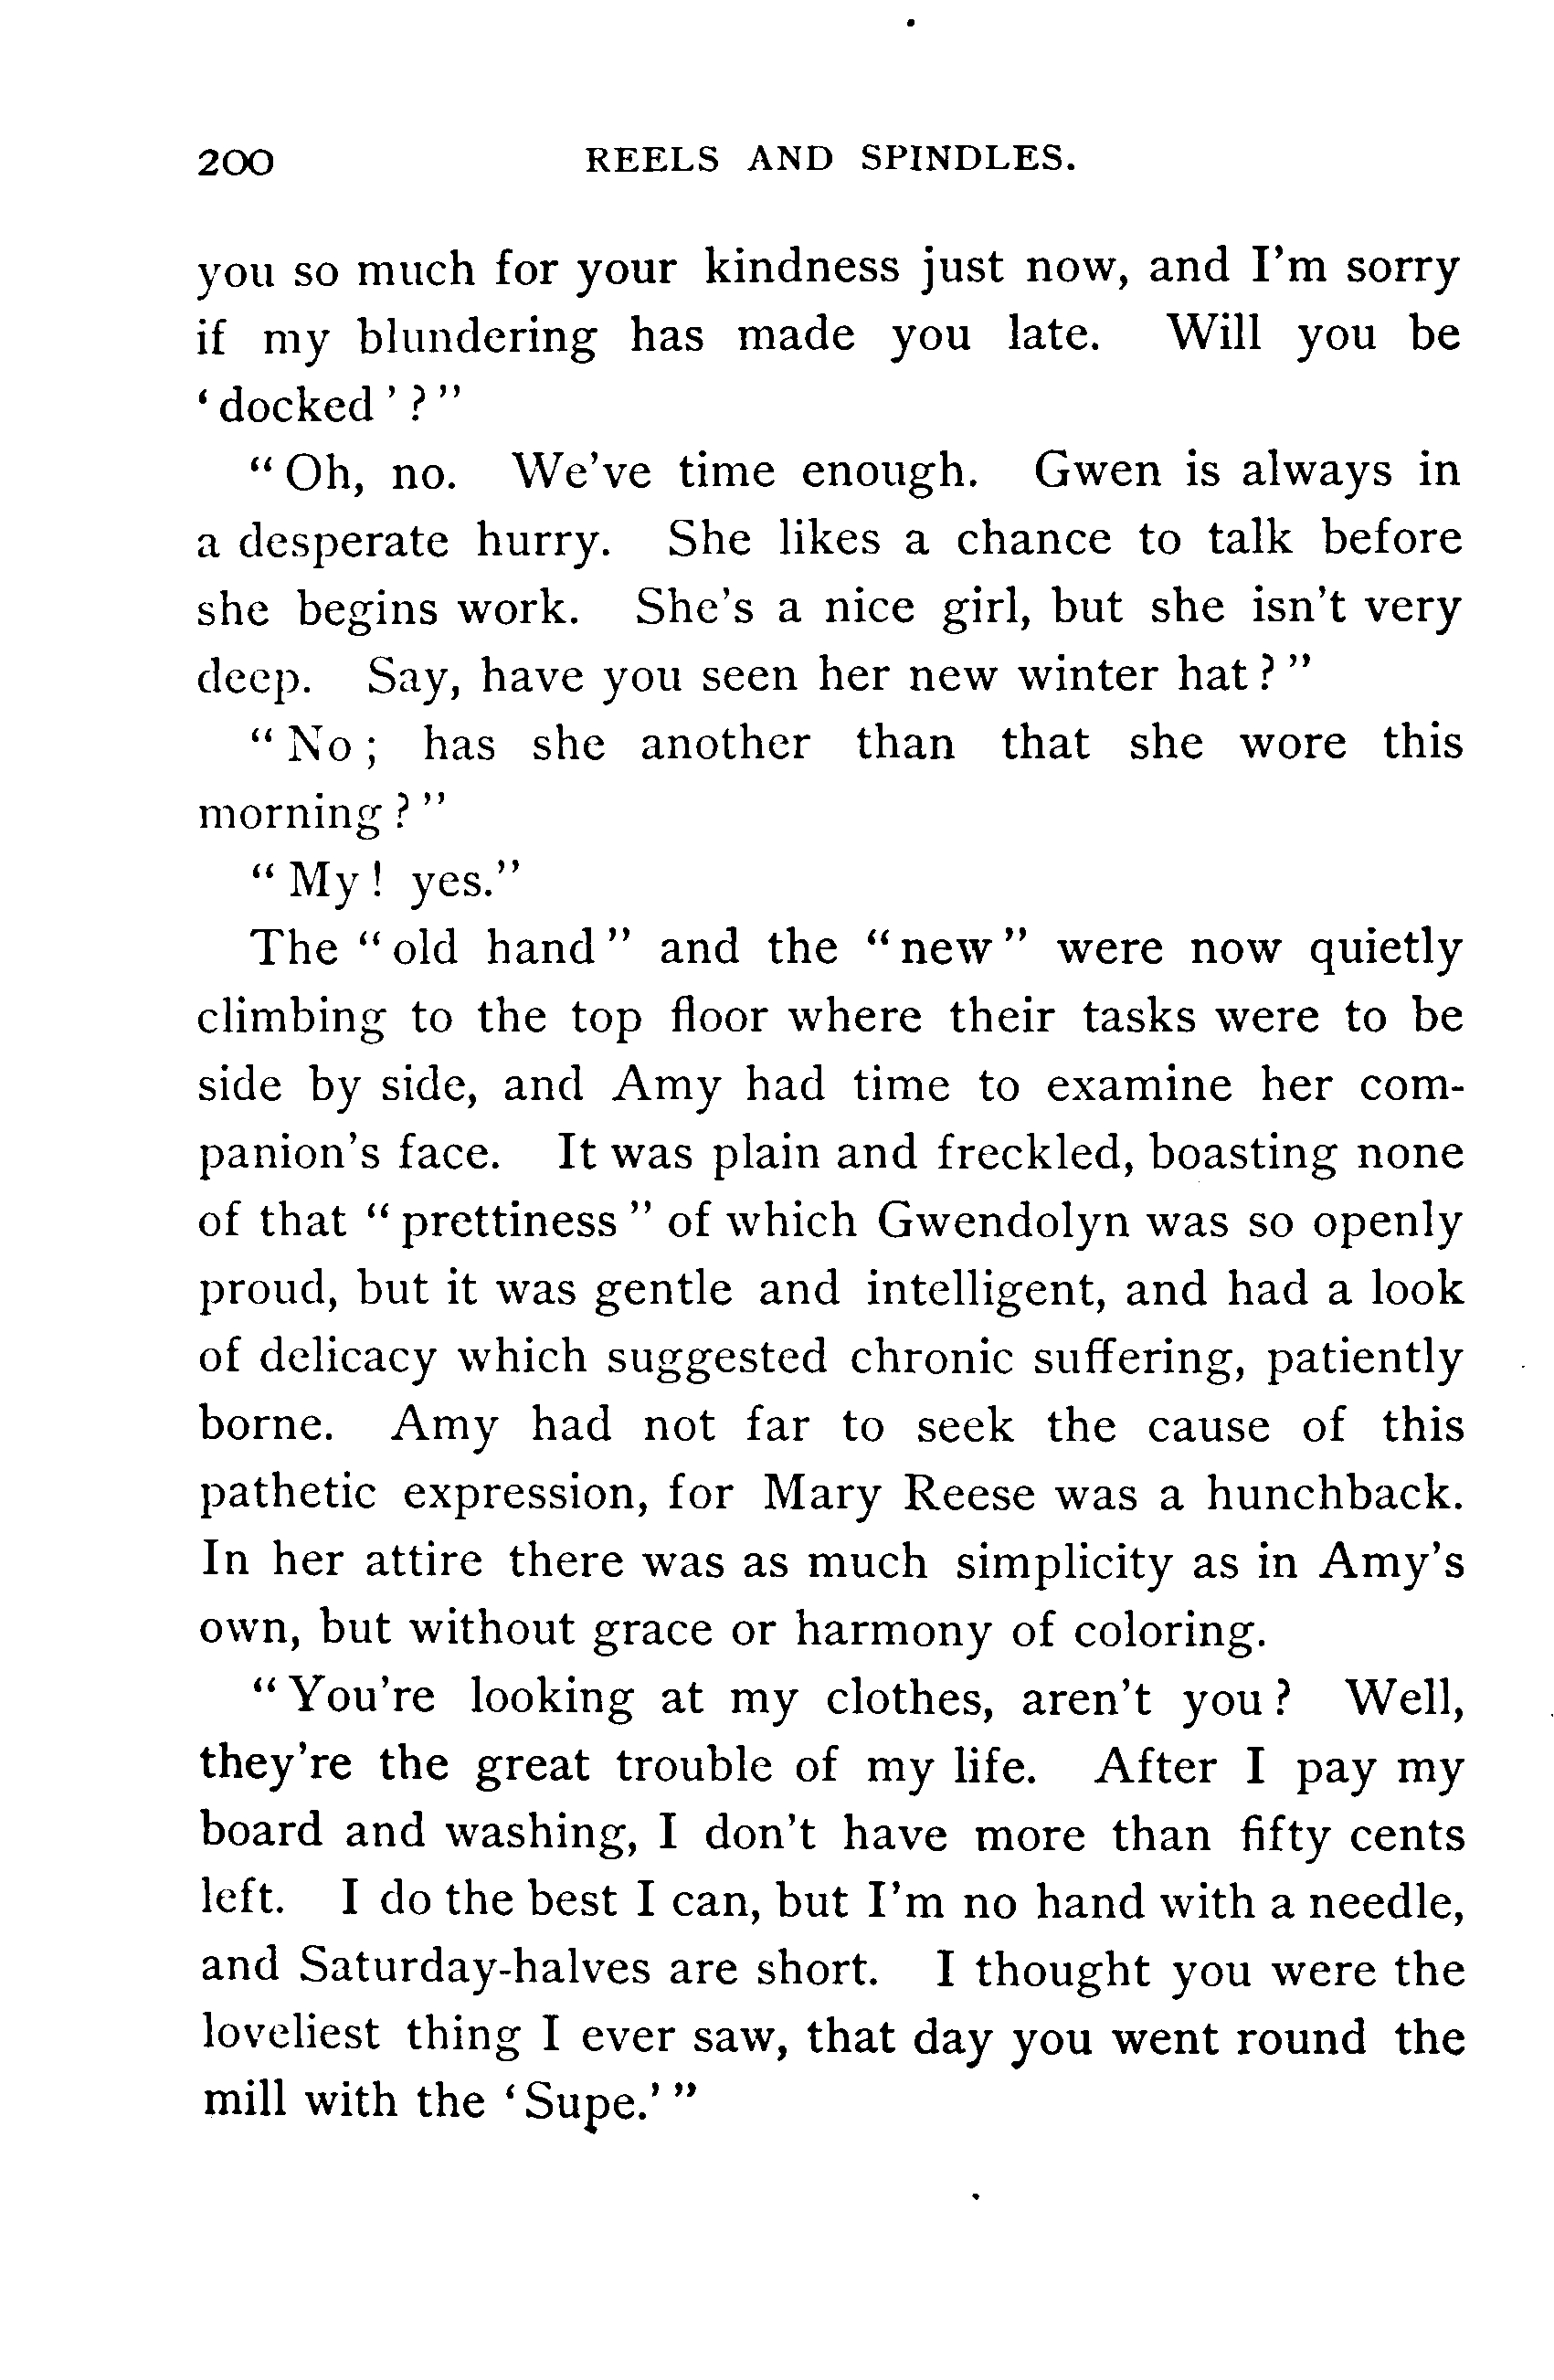 200 REELS AND SPINDLES.
you so much for your kindness just now, and I'm sorry
if my blundering has made you late. Will you be
‘docked’?”
“Oh, no. We've time enough. Gwen is always in
a desperate hurry. She likes a chance to talk before
she begins work. She's a nice girl, but she isn't very
deep. Say, have you seen her new winter hat?”
“No; has she another than that she wore this
morning?”
“My! yes.”
The “old hand” and the “new” were now quietly
climbing to the top floor where their tasks were to be
side by side, and Amy had time to examine her com-
panion's face. It was plain and freckled, boasting none
of that “prettiness” of which Gwendolyn was so openly
proud, but it was gentle and intelligent, and had a look
of delicacy which suggested chronic suffering, patiently
borne. Amy had not far to seek the cause of this
pathetic expression, for Mary Reese was a hunchback.
In her attire there was as much simplicity as in Amy's
own, but without grace or harmony of coloring.
“You're looking at my clothes, aren't you? Well,
they're the great trouble of my life. After I pay my
board and washing, I don't have more than fifty cents
left. I do the best I can, but I'm no hand with a needle,
and Saturday-halves are short. I thought you were the
loveliest thing I ever saw, that day you went round the
mill with the ‘Supe.’”